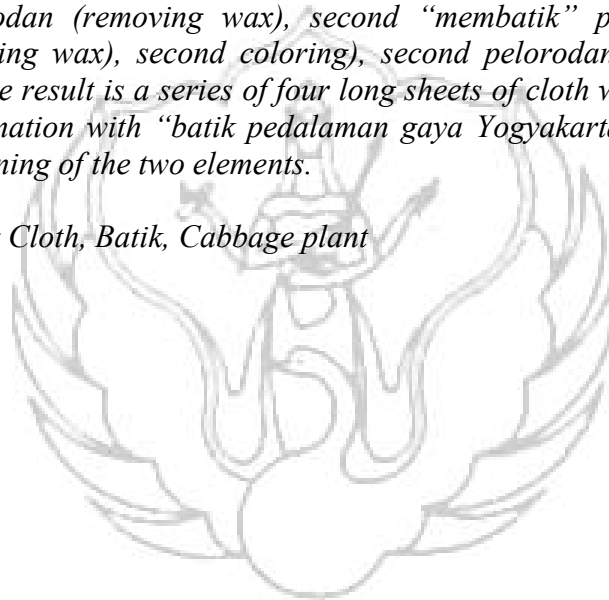 odan (removing wax), second “membatik” p
ing wax), second coloring), second pelorodan
e result is a series of four long sheets of cloth
nation with “batik pedalaman gaya Yogyakarta
ning of the two elements.
Cloth, Batik, Cabbage plant